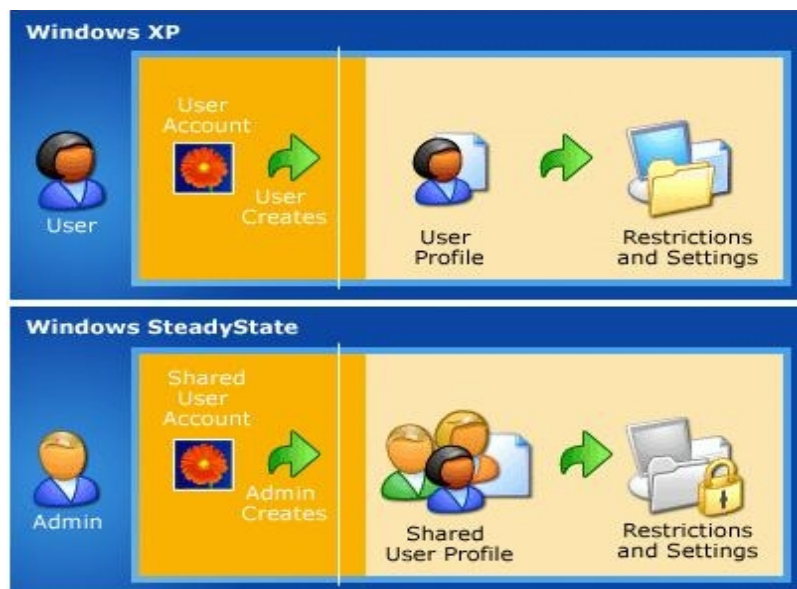 Windows XP
User
User
Account
User
Creates
User
Profile
Restrictions
and Settings
Windows SteadyState
Admin
Shared
User
Account
Admin
Creates
Shared
User Profile
Restrictions
and Settings